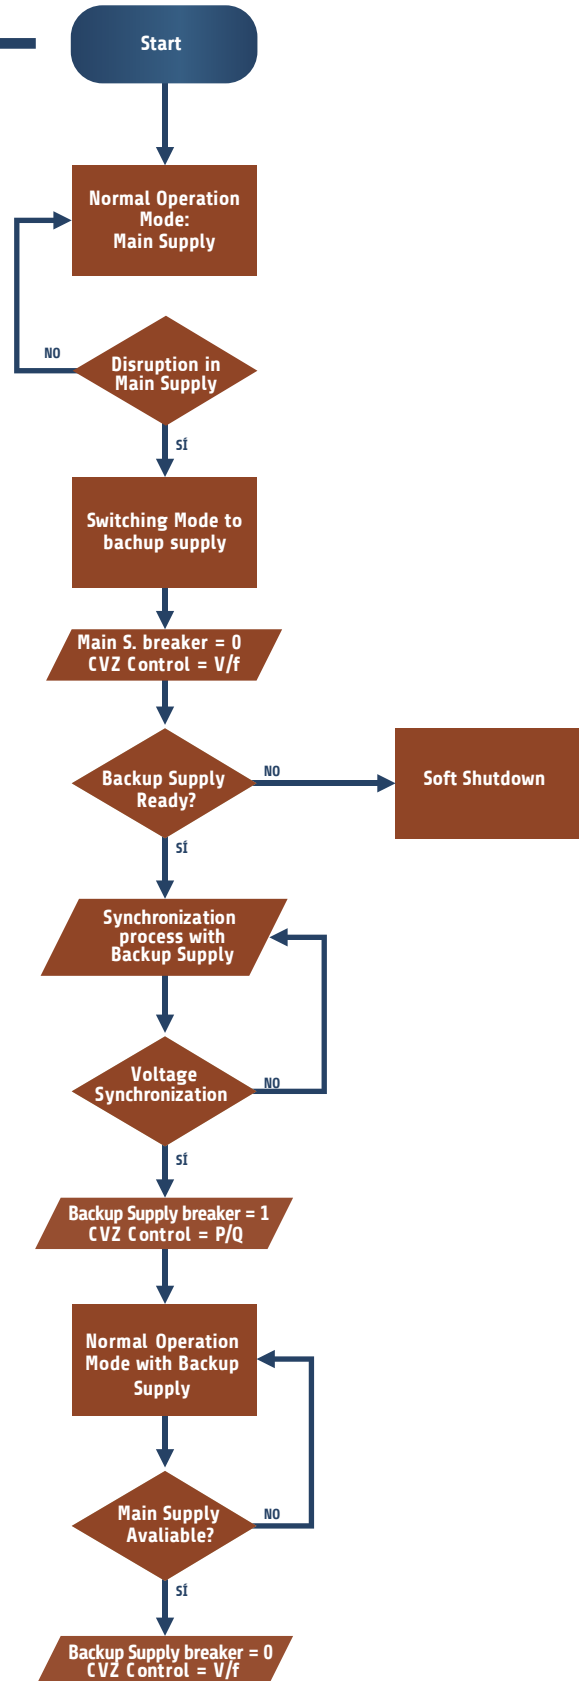 Start
Normal Operation
Mode:
Main Supply
Disruption in
Main Supply
NO
SÍ
Switching Mode to
bachup supply
Main S. breaker = 0
CVZ Control = V/f
Backup Supply
Ready?
NO
Soft Shutdown
SÍ
Synchronization
process with
Backup Supply
Voltage
Synchronization
NO
SÍ
Backup Supply breaker = 1
CVZ Control = P/Q
Normal Operation
Mode with Backup
Supply
Main Supply
Avaliable?
NO
SÍ
Backup Supply breaker = 0
CVZ Control = V/f